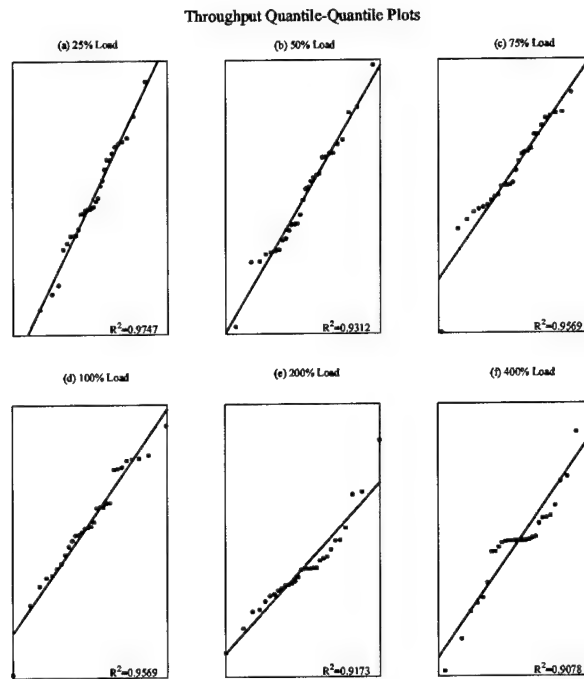 Throughput Quantile-Quantile Plots
(a) 25% Load
(b) 50% Load
(c) 75% Load
R²=0.9747
R²=0.9312
R²=0.9569
(d) 100% Load
(e) 200% Load
(f) 400% Load
R²=0.9569
R²=0.9173
R²=0.9078